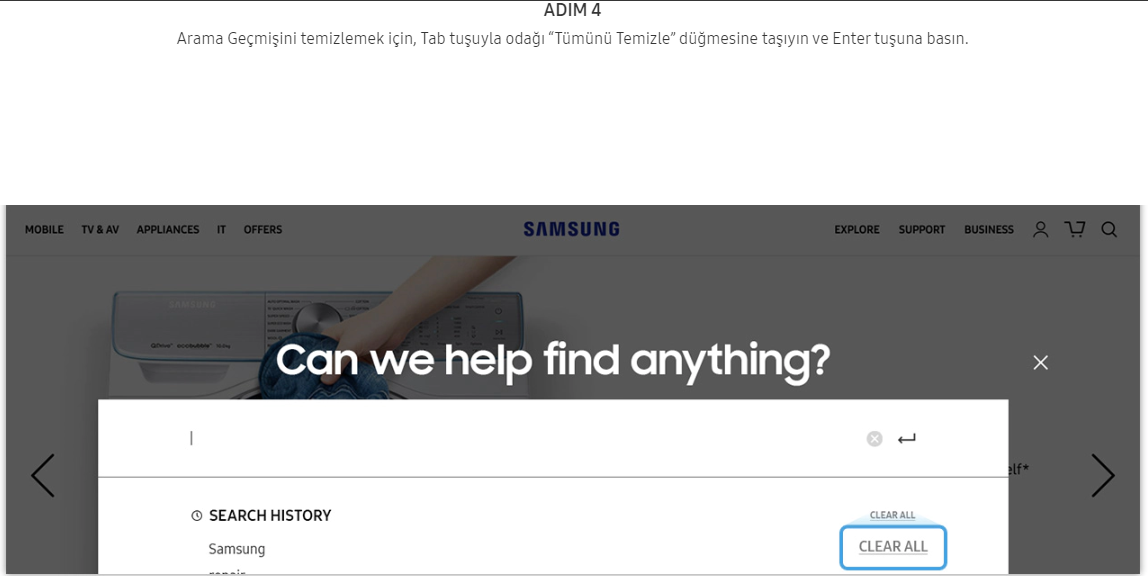 ADIM 4
Arama Geçmişini temizlemek için, Tab tuşuyla odağı “Tümünü Temizle” düğmesine taşıyın ve Enter tuşuna basın.
MOBILE TV & AV APPLIANCES IT OFFERS SAMSUNG EXPLORE SUPPORT BUSINESS
SAMSUNG
Can we help find anything?
elf*
SEARCH HISTORY CLEAR ALL
Samsung CLEAR ALL
repair